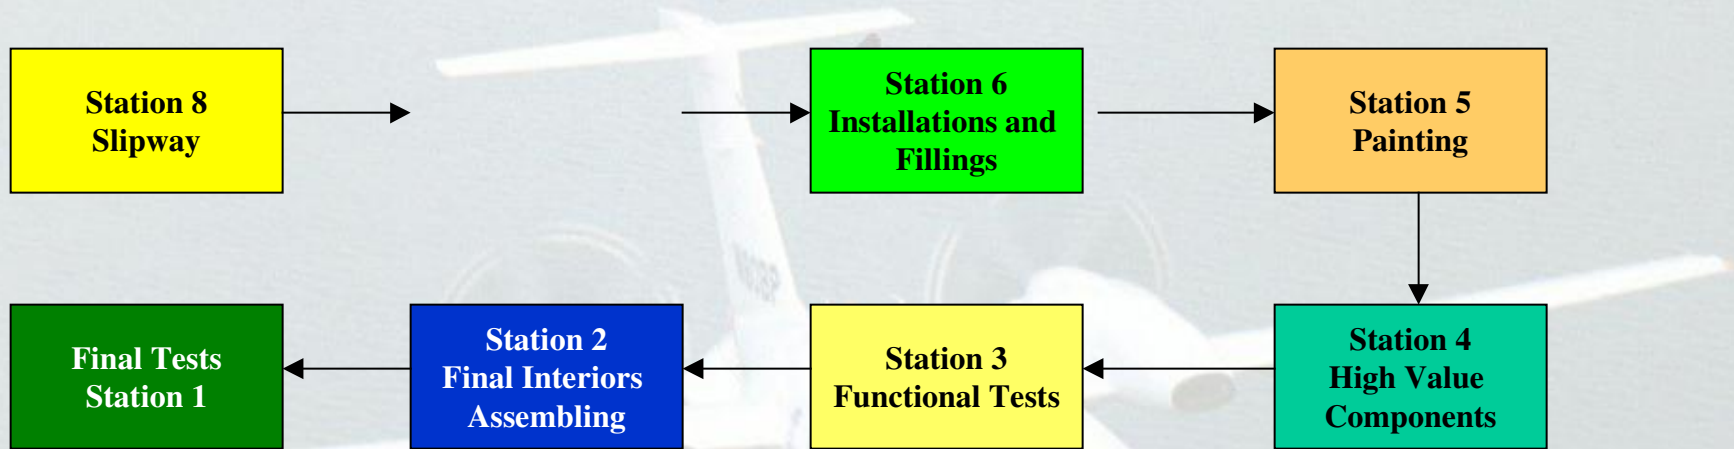 Station 8
Slipway
Station 6
Installations and
Fillings
Station 5
Painting
Final Tests
Station 1
Station 2
Final Interiors
Assembling
Station 3
Functional Tests
Station 4
High Value
Components